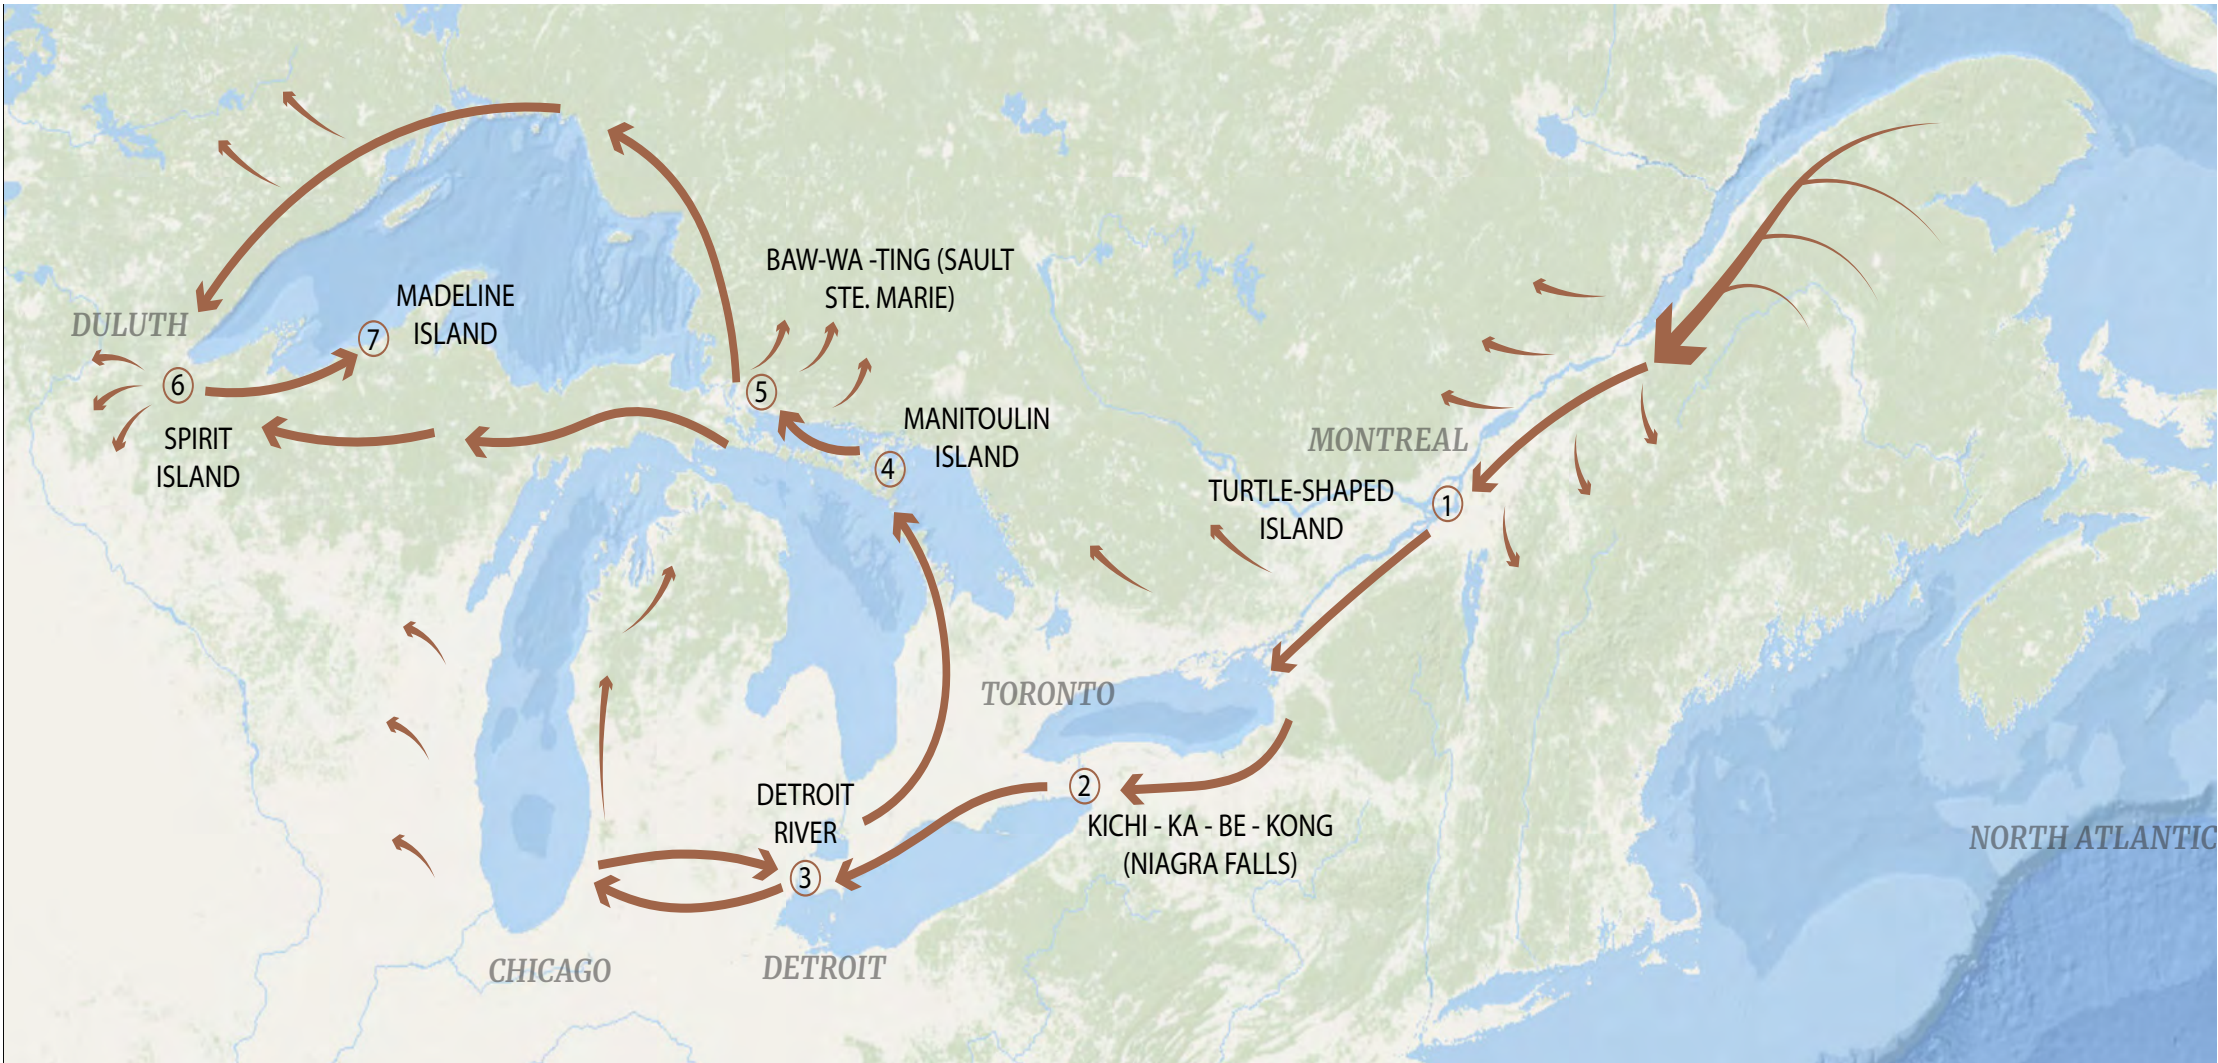 BAW-WA -TING (SAULT
STE. MARIE)
MADELINE
ISLAND
7
DULUTH
6
SPIRIT
ISLAND
5
MANITOULIN
ISLAND
4
MONTREAL
TURTLE-SHAPED
ISLAND
1
TORONTO
2
KICHI - KA - BE - KONG
(NIAGRA FALLS)
DETROIT
RIVER
3
NORTH ATLANTIC
CHICAGO
DETROIT